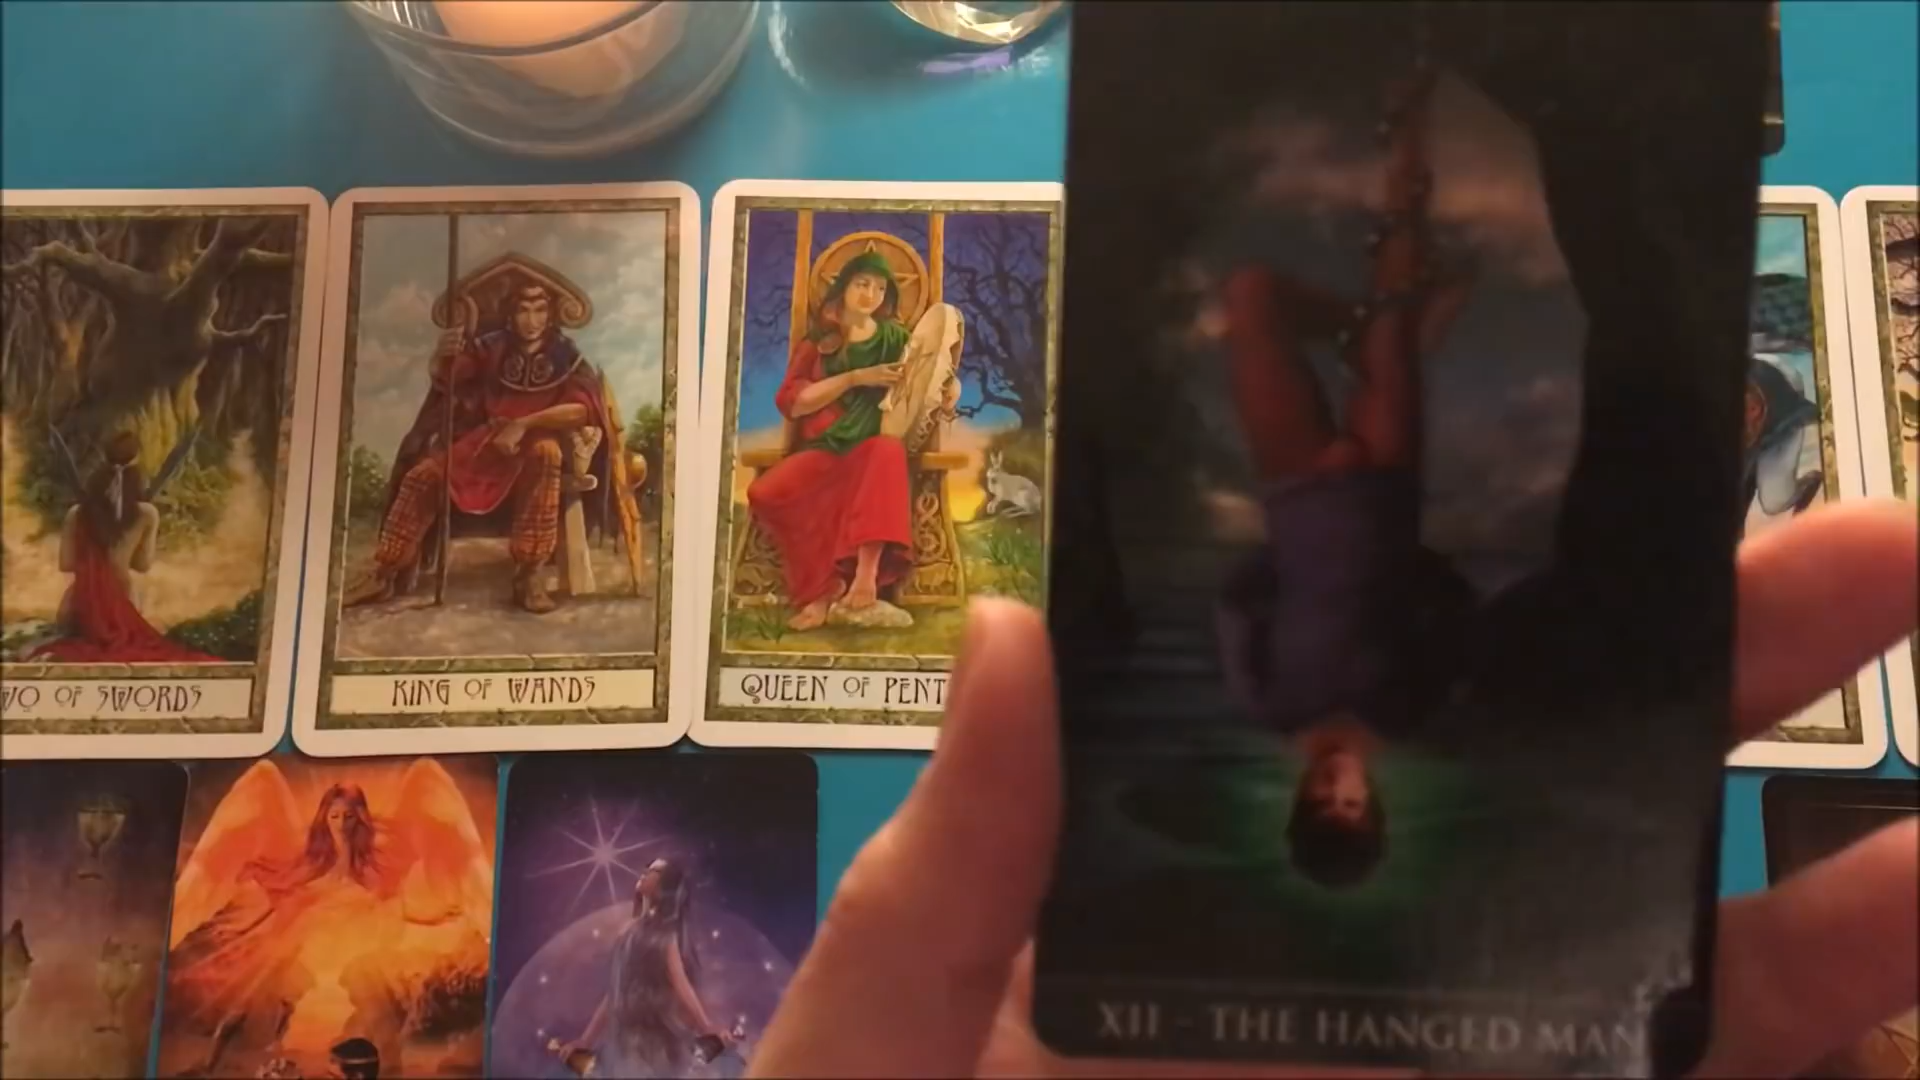 WO OF SWORDS
KING OF WANDS
QUEEN OF PENT
XII - THE HANGED MAN